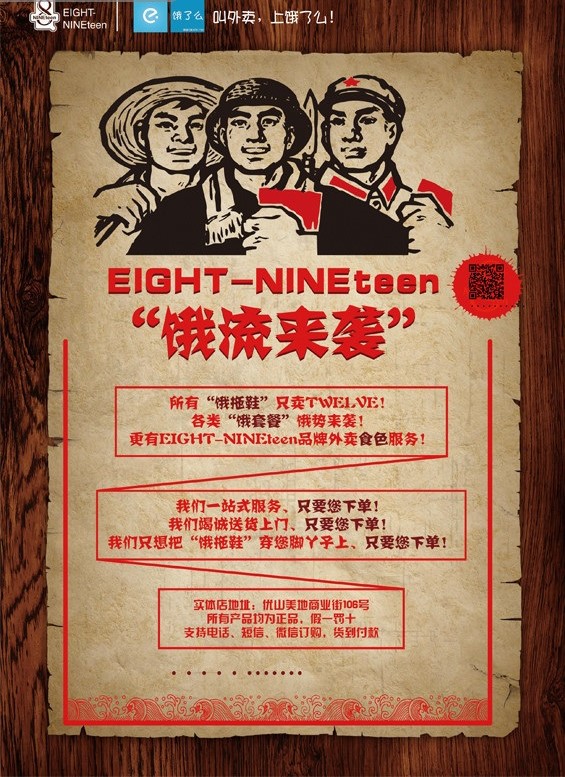 EIGHT-
NINEteen
NINEteen
e
饿了么
叫外卖，上饿了么！
EIGHT-NINEteen
“饿流来袭”
所有“饿拖鞋”只卖TWELVE！
各类“饿套餐”饿势来袭！
更有EIGHT-NINEteen品牌外卖食色服务！
我们一站式服务、只要您下单！
我们竭诚送货上门、只要您下单！
我们只想把“饿拖鞋”穿您脚丫子上、只要您下单！
实体店地址：优山美地商业街106号
所有产品均为正品，假一罚十
支持电话、短信、微信订购，货到付款